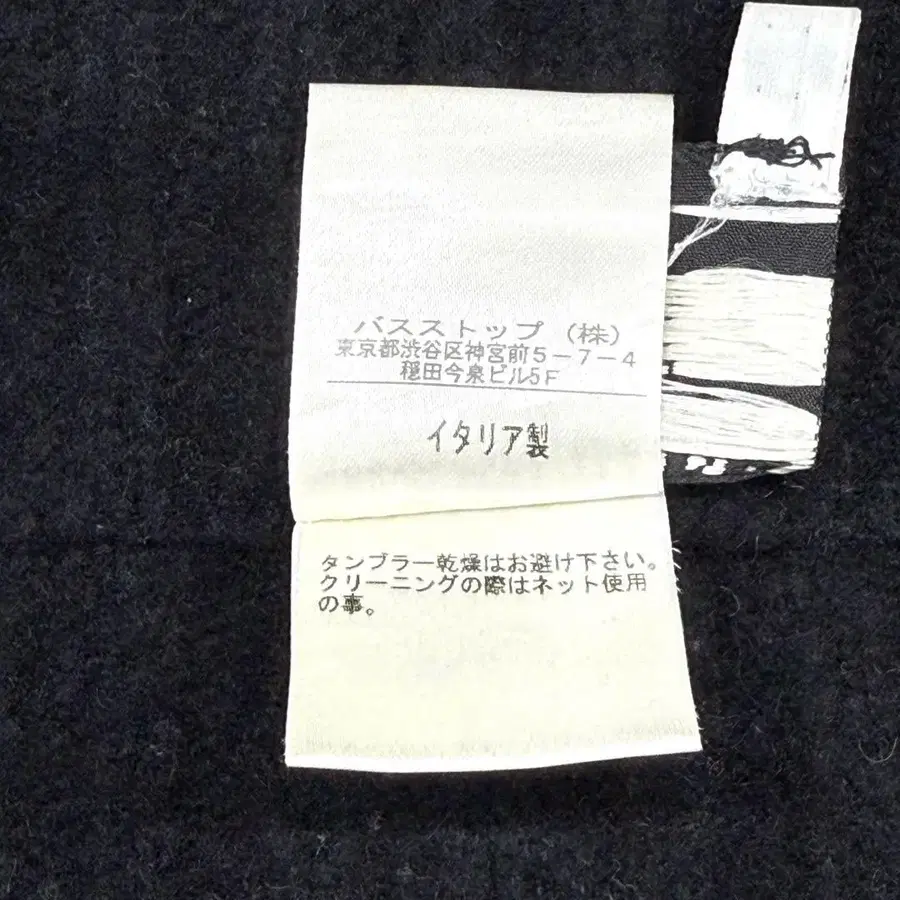 バスストップ（株）
東京都渋谷区神宮前５－７－４
穏田今泉ビル5F
イタリア製
タンブラー乾燥はお避け下さい。
クリーニングの際はネット使用
の事。